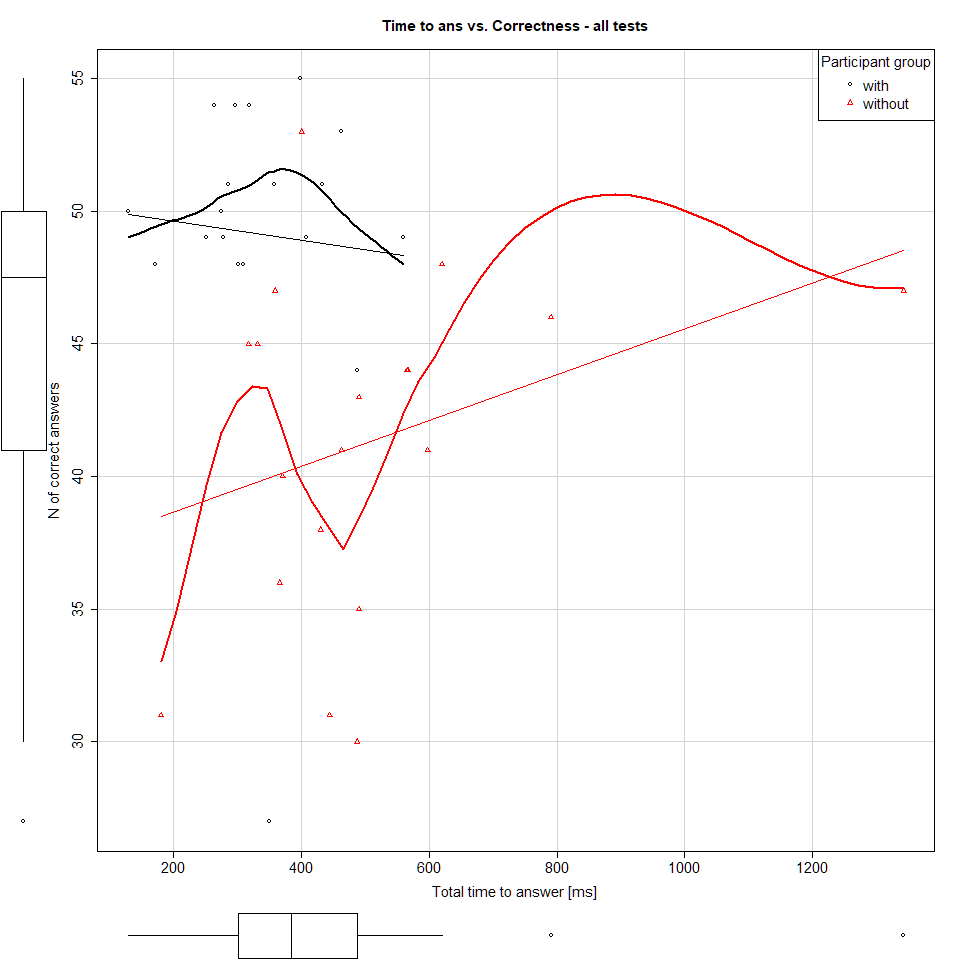 Time to ans vs. Correctness - all tests
Participant group
with
without
55
50
45
40
35
30
N of correct answers
200 400 600 800 1000 1200
Total time to answer [ms]